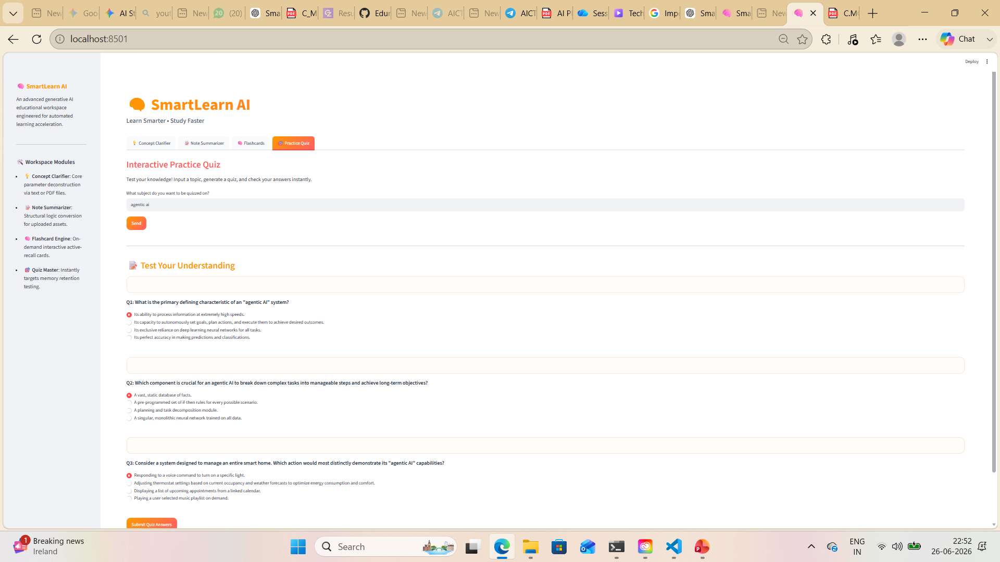 New
Goo
AI St
yout
New
20
(20)
Sma
C_M
Resu
Edur
New
AICT
New
AICT
AI P
Sess
Tech
Imp
Sma
Sma
New
C.M
localhost:8501
Chat
Deploy
SmartLearn AI
An advanced generative AI
educational workspace
engineered for automated
learning acceleration.
Workspace Modules
Concept Clarifier: Core
parameter deconstruction
via text or PDF files.
Note Summarizer:
Structural logic conversion
for uploaded assets.
Flashcard Engine: On-
demand interactive active-
recall cards.
Quiz Master: Instantly
targets memory retention
testing.
SmartLearn AI
Learn Smarter • Study Faster
Concept Clarifier
Note Summarizer
Flashcards
Practice Quiz
Interactive Practice Quiz
Test your knowledge! Input a topic, generate a quiz, and check your answers instantly.
What subject do you want to be quizzed on?
agentic ai
Send
Test Your Understanding
Q1: What is the primary defining characteristic of an "agentic AI" system?
Its ability to process information at extremely high speeds.
Its capacity to autonomously set goals, plan actions, and execute them to achieve desired outcomes.
Its exclusive reliance on deep learning neural networks for all tasks.
Its perfect accuracy in making predictions and classifications.
Q2: Which component is crucial for an agentic AI to break down complex tasks into manageable steps and achieve long-term objectives?
A vast, static database of facts.
A pre-programmed set of if-then rules for every possible scenario.
A planning and task decomposition module.
A singular, monolithic neural network trained on all data.
Q3: Consider a system designed to manage an entire smart home. Which action would most distinctly demonstrate its "agentic AI" capabilities?
Responding to a voice command to turn on a specific light.
Adjusting thermostat settings based on current occupancy and weather forecasts to optimize energy consumption and comfort.
Displaying a list of upcoming appointments from a linked calendar.
Playing a user-selected music playlist on demand.
Submit Quiz Answers
1
Breaking news
Ireland
Search
ENG
IN
22:52
26-06-2026